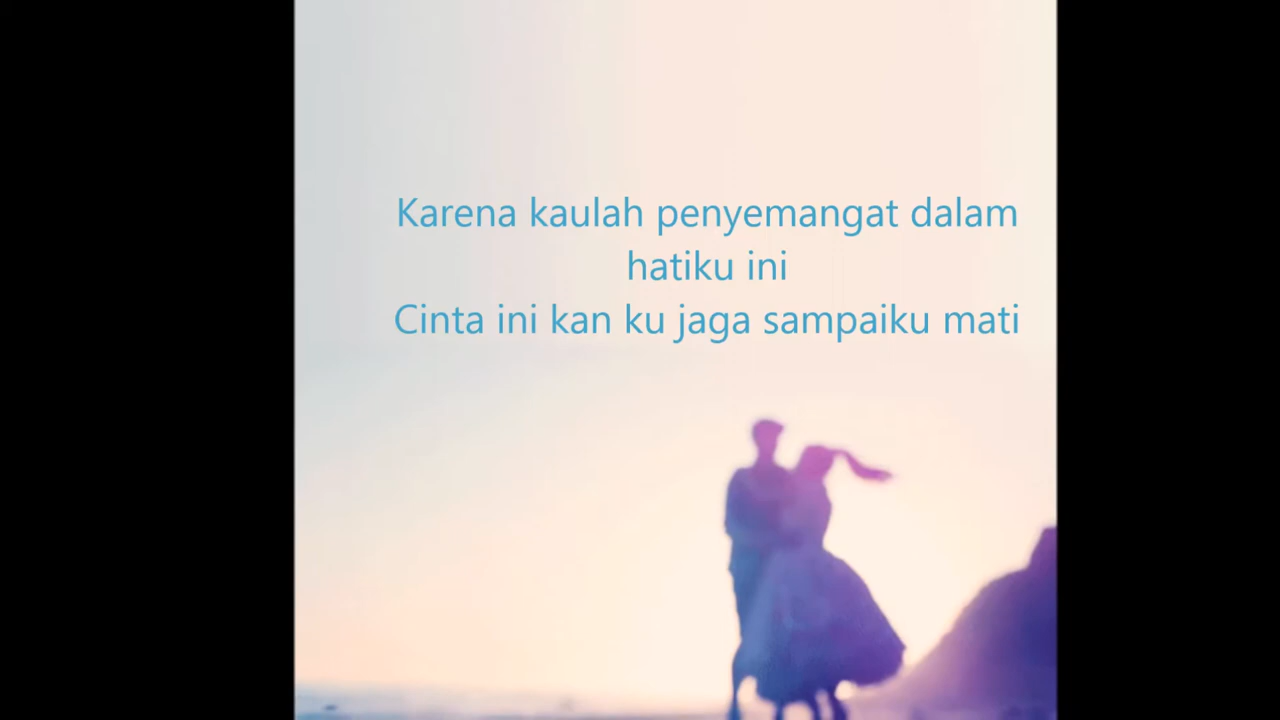 Karena kaulah penyemangat dalam
hatiku ini
Cinta ini kan ku jaga sampaiku mati